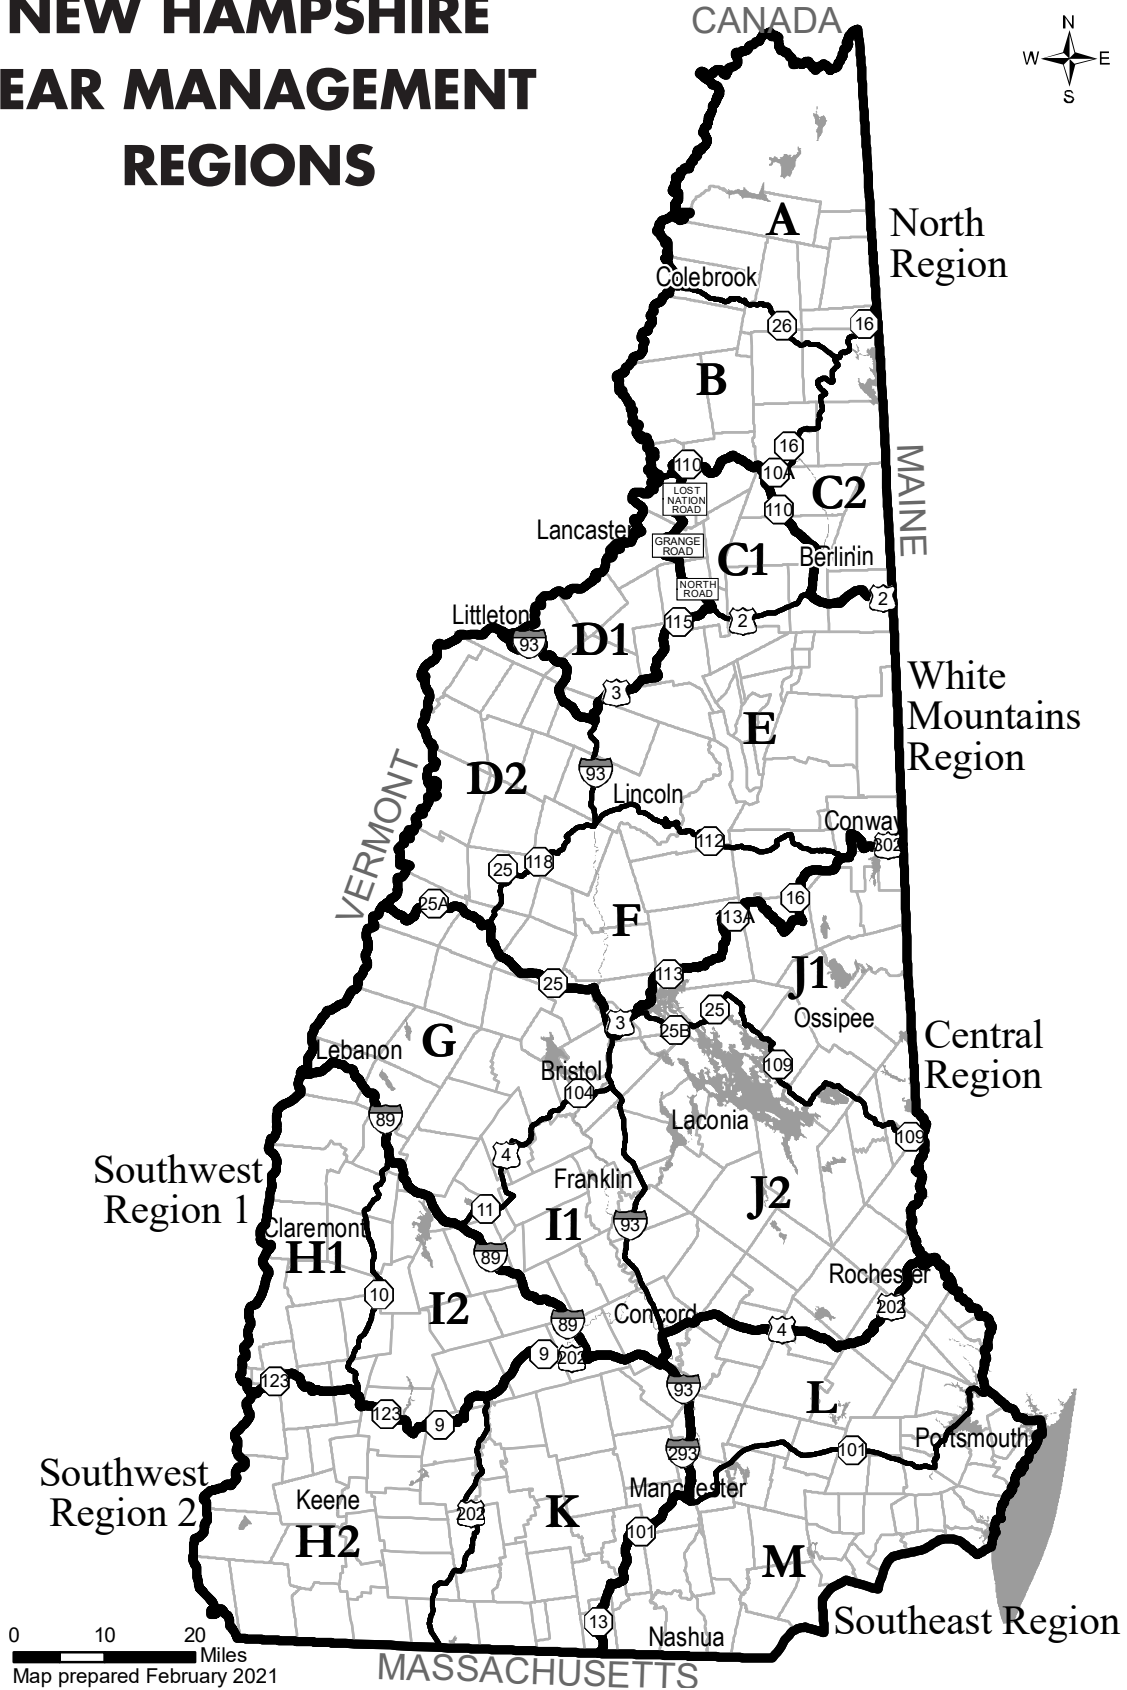 NEW HAMPSHIRE
EAR MANAGEMENT
REGIONS
CANADA
N
W E
S
A
North
Region
Colebrook
26
16
B
16
110
10A
C2
MAINE
LOST
NATION
ROAD
110
Lancaster
GRANGE
ROAD
C1
Berlinin
NORTH
ROAD
2
Littleton
115
2
93
D1
3
White
Mountains
Region
E
D2
93
Lincoln
VERMONT
Conway
112
302
25
118
25A
16
113A
F
113
J1
25
25
3
25B
Ossipee
G
Central
Region
Lebanon
Bristol
109
104
89
Laconia
109
4
Southwest
Region 1
Franklin
J2
11
I1
93
Claremont
H1
89
10
Rochester
I2
202
Concord
89
4
9
202
123
93
L
123
9
293
101
Portsmouth
Southwest
Region 2
Manchester
Keene
202
K
101
H2
M
13
Nashua
Southeast Region
0 10 20
Miles
Map prepared February 2021
MASSACHUSETTS